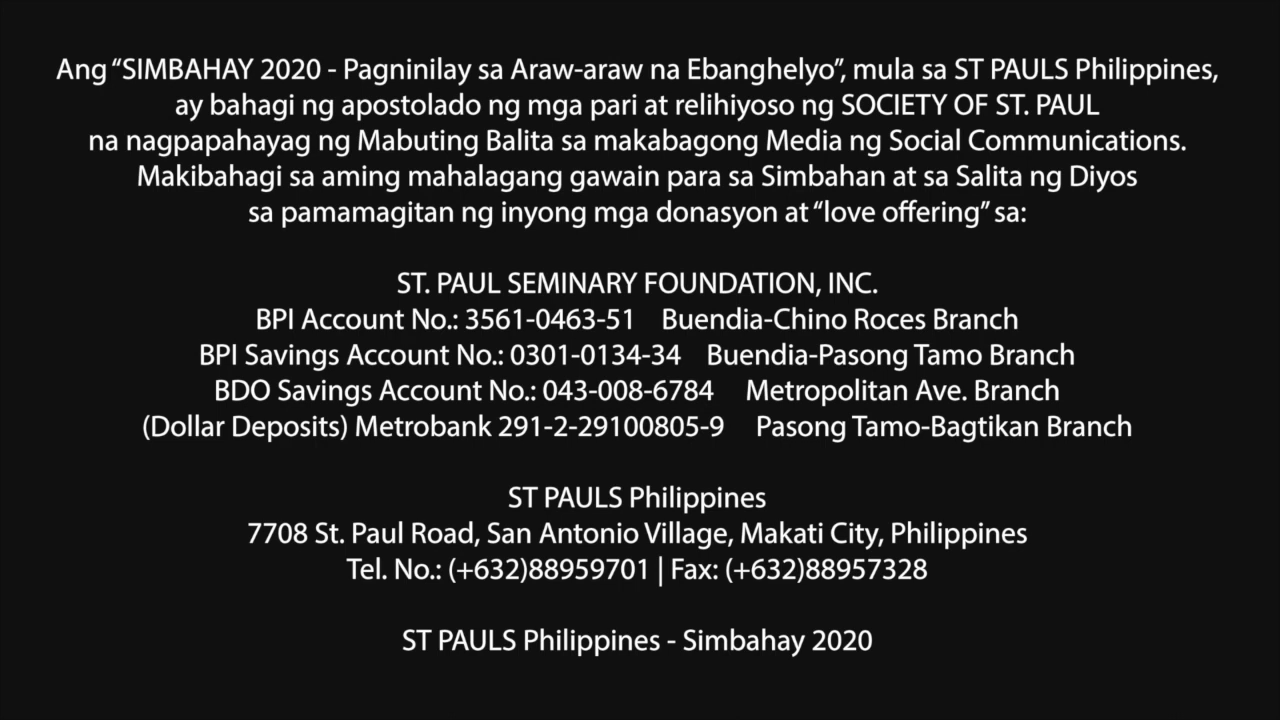 Ang “SIMBAHAY 2020 - Pagninilay sa Araw-araw na Ebanghelyo”, mula sa ST PAULS Philippines,
ay bahagi ng apostolado ng mga pari at relihiyoso ng SOCIETY OF ST. PAUL
na nagpapahayag ng Mabuting Balita sa makabagong Media ng Social Communications.
Makibahagi sa aming mahalagang gawain para sa Simbahan at sa Salita ng Diyos
sa pamamagitan ng inyong mga donasyon at “love offering” sa:
ST. PAUL SEMINARY FOUNDATION, INC.
BPI Account No.: 3561-0463-51 Buendia-Chino Roces Branch
BPI Savings Account No.: 0301-0134-34 Buendia-Pasong Tamo Branch
BDO Savings Account No.: 043-008-6784 Metropolitan Ave. Branch
(Dollar Deposits) Metrobank 291-2-29100805-9 Pasong Tamo-Bagtikan Branch
ST PAULS Philippines
7708 St. Paul Road, San Antonio Village, Makati City, Philippines
Tel. No.: (+632)88959701 | Fax: (+632)88957328
ST PAULS Philippines - Simbahay 2020